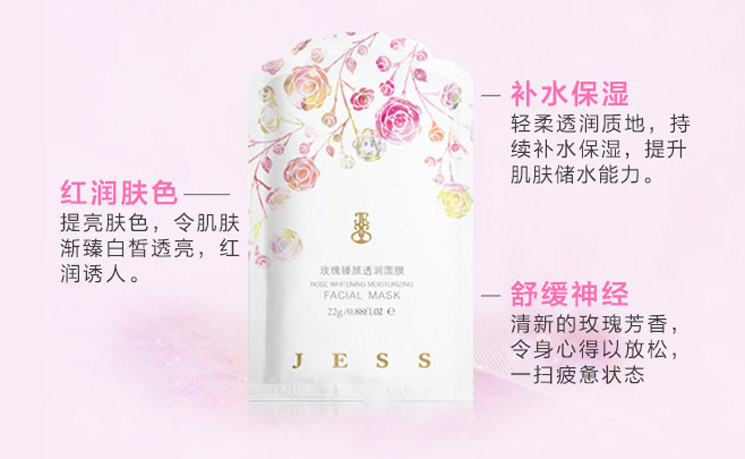 补水保湿
轻柔透润质地，持
续补水保湿，提升
肌肤储水能力。
红润肤色
提亮肤色，令肌肤
渐臻白皙透亮，红
润诱人。
玫瑰臻颜透润面膜
ROSE WHITENING MOISTURIZING
FACIAL MASK
22g/0.88fl.oz e
JESS
舒缓神经
清新的玫瑰芳香，
令身心得以放松，
一扫疲惫状态